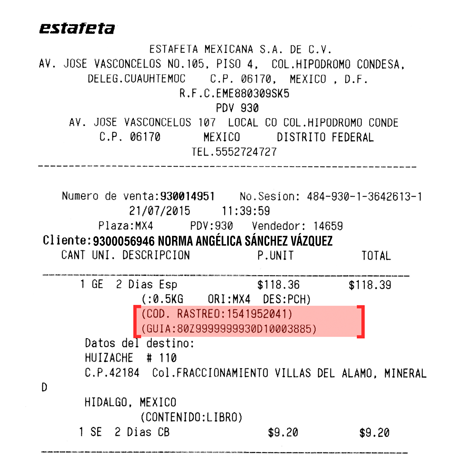 estafeta
ESTAFETA MEXICANA S.A. DE C.V.
AV. JOSE VASCONCELOS NO.105, PISO 4, COL.HIPODROMO CONDESA,
DELEG.CUAUHTEMOC C.P. 06170, MEXICO , D.F.
R.F.C.EME880309SK5
PDV 930
AV. JOSE VASCONCELOS 107 LOCAL CO COL.HIPODROMO CONDE
C.P. 06170 MEXICO DISTRITO FEDERAL
TEL.5552724727
Numero de venta:930014951 No.Sesion: 484-930-1-3642613-1
21/07/2015 11:39:59
Plaza:MX4 PDV:930 Vendedor: 14659
Cliente:9300056946 NORMA ANGÉLICA SÁNCHEZ VÁZQUEZ
CANT UNI. DESCRIPCION P.UNIT TOTAL
1 GE 2 Dias Esp $118.36 $118.39
(:0.5KG ORI:MX4 DES:PCH)
(COD. RASTREO:1541952041)
(GUIA:80Z9999999930D10003885)
Datos del destino:
HUIZACHE # 110
C.P.42184 Col.FRACCIONAMIENTO VILLAS DEL ALAMO, MINERAL
D
HIDALGO, MEXICO
(CONTENIDO:LIBRO)
1 SE 2 Dias CB $9.20 $9.20